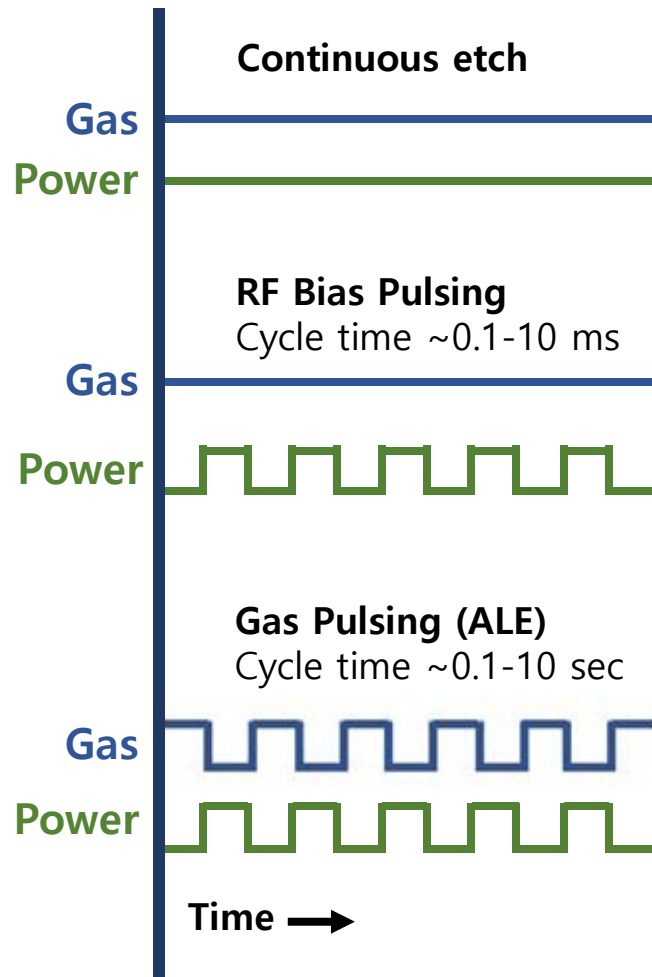 Continuous etch
Gas
Power
RF Bias Pulsing
Cycle time ~0.1-10 ms
Gas
Power
Gas Pulsing (ALE)
Cycle time ~0.1-10 sec
Gas
Power
Time